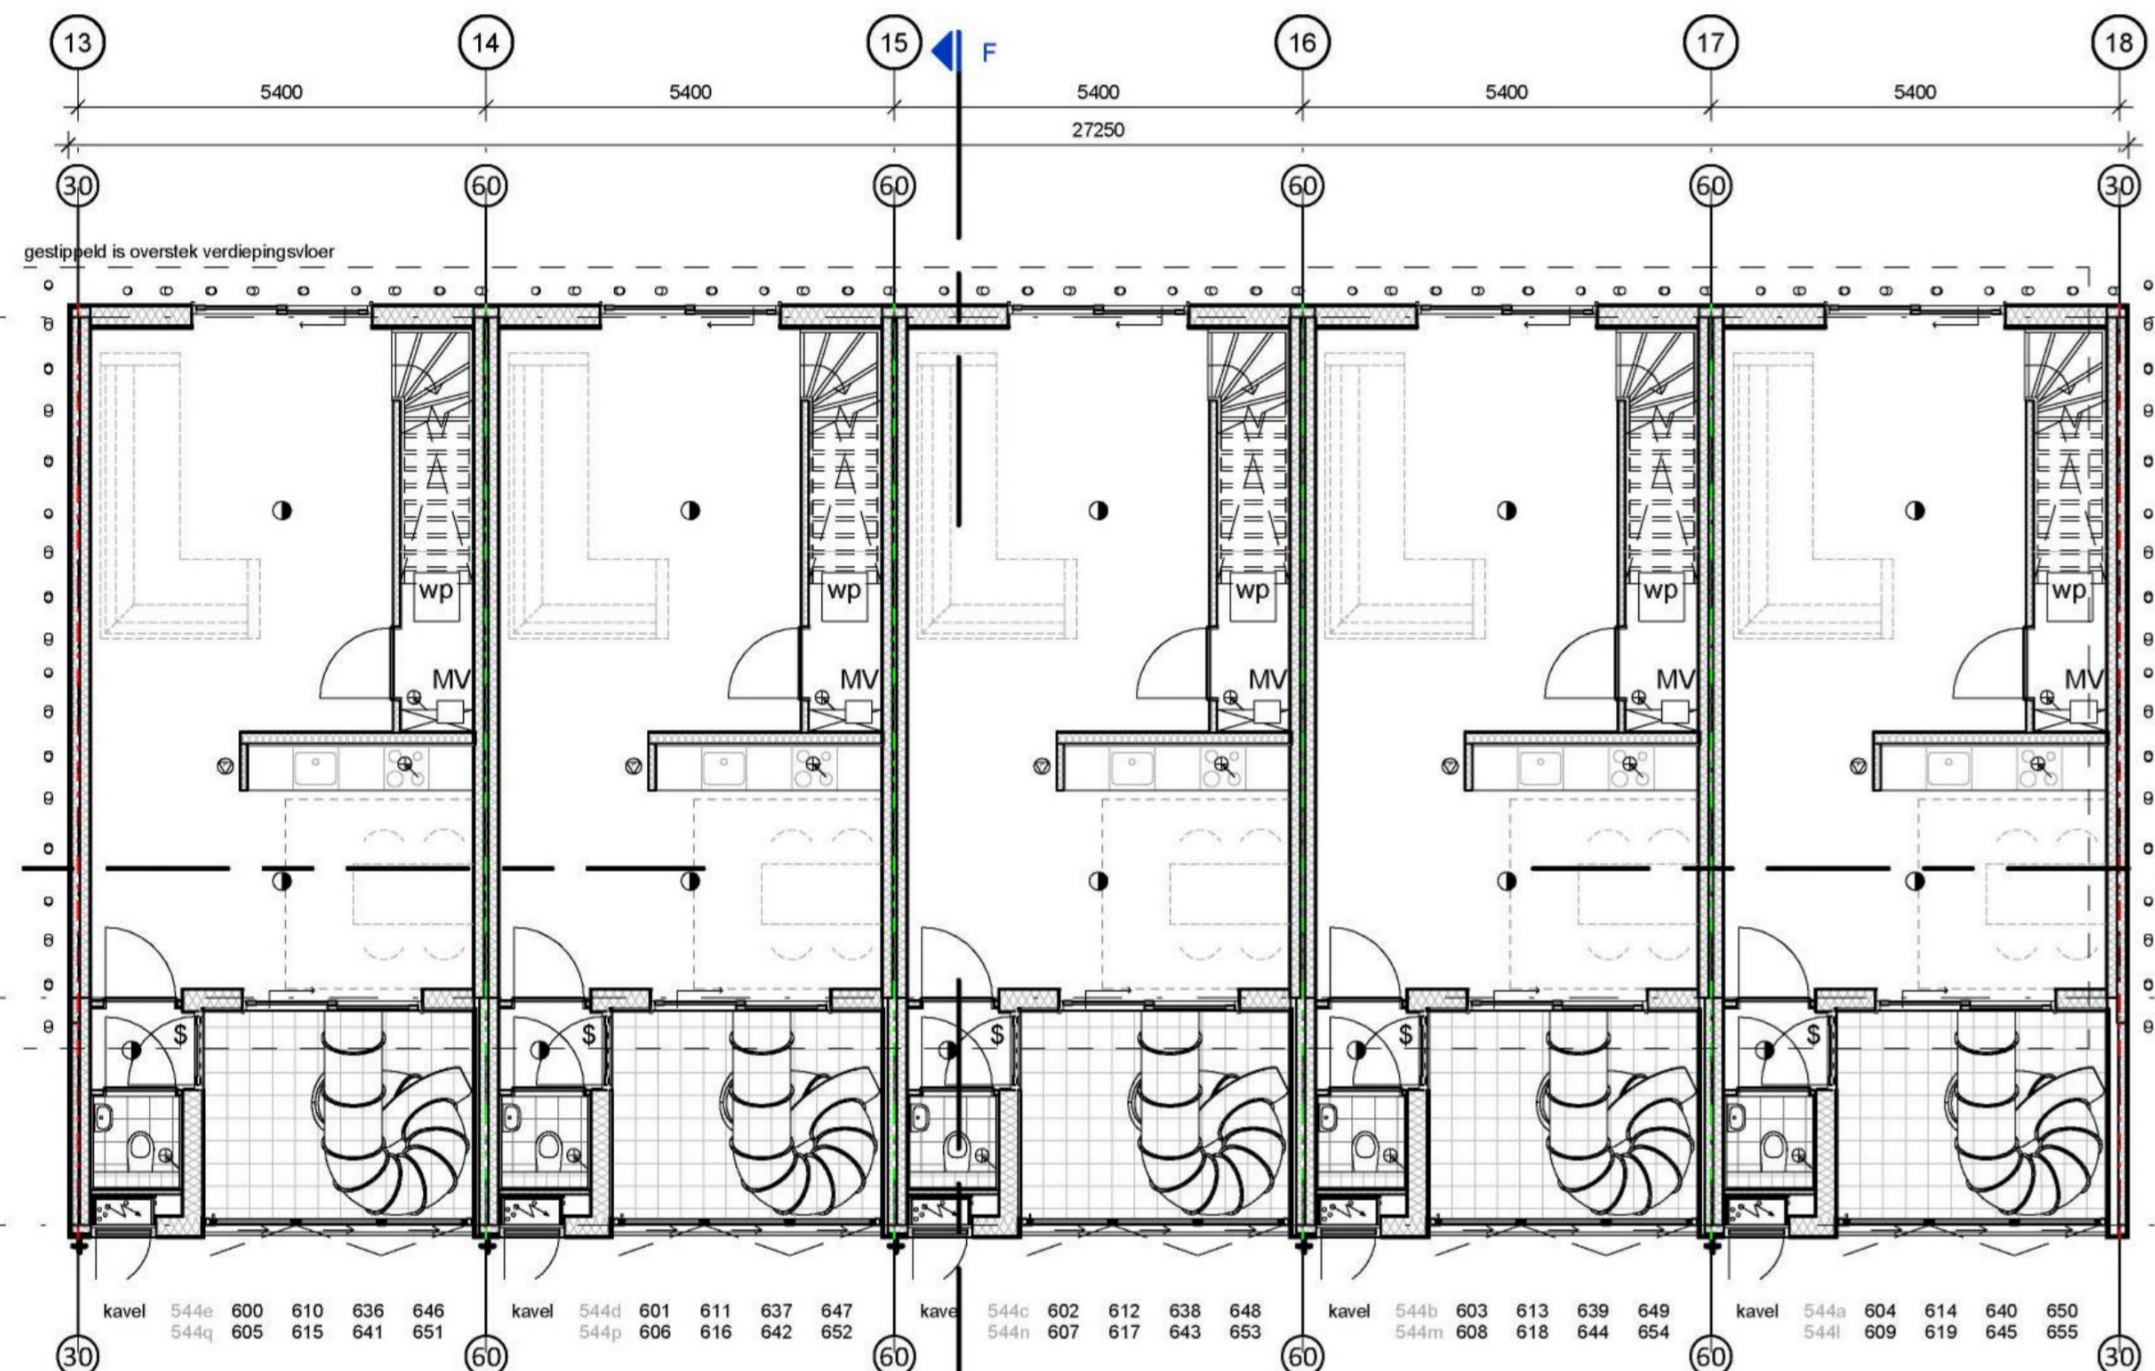 13 14 15 F 16 17 18
5400 5400 5400 5400 5400
27250
30 60 60 60 60 30
gestippeld is overstek verdiepingsvloer
wp wp wp wp wp
MV MV MV MV MV
$ $ $ $ $
kavel 544e 600 610 636 646 kavel 544d 601 611 637 647 kavel 544c 602 612 638 648 kavel 544b 603 613 639 649 kavel 544a 604 614 640 650
544q 605 615 641 651 544p 606 616 642 652 544n 607 617 643 653 544m 608 618 644 654 544l 609 619 645 655
30 60 60 60 60 30